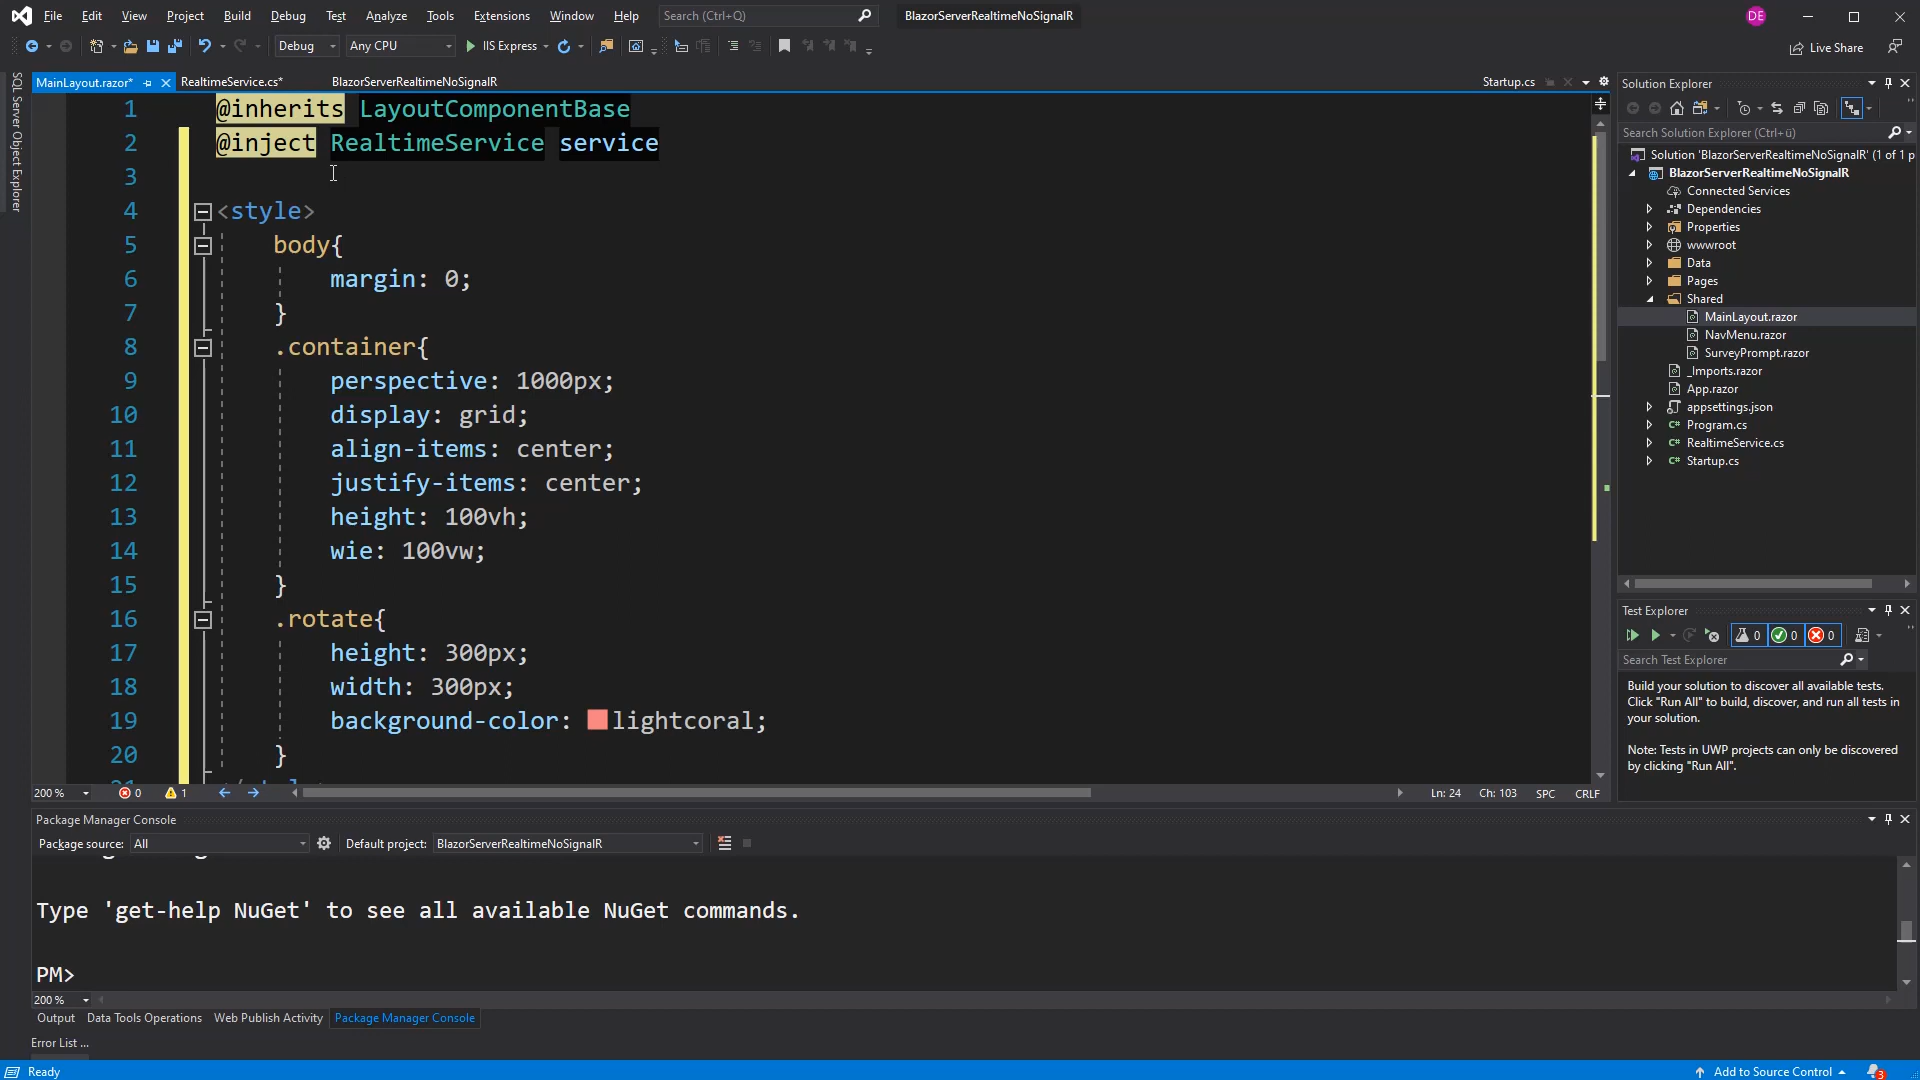 File Edit View Project Build Debug Test Analyze Tools Extensions Window Help Search (Ctrl+Q) BlazorServerRealtimeNoSignalR DE
Debug Any CPU IIS Express Live Share
SQL Server Object Explorer
MainLayout.razor* RealtimeService.cs* BlazorServerRealtimeNoSignalR Startup.cs
1 @inherits LayoutComponentBase
2 @inject RealtimeService service
3
4 <style>
5 body{
6 margin: 0;
7 }
8 .container{
9 perspective: 1000px;
10 display: grid;
11 align-items: center;
12 justify-items: center;
13 height: 100vh;
14 wie: 100vw;
15 }
16 .rotate{
17 height: 300px;
18 width: 300px;
19 background-color: lightcoral;
20 }
200 % 0 1 Ln: 24 Ch: 103 SPC CRLF
Solution Explorer
Search Solution Explorer (Ctrl+ü)
Solution 'BlazorServerRealtimeNoSignalR' (1 of 1 p
BlazorServerRealtimeNoSignalR
Connected Services
Dependencies
Properties
wwwroot
Data
Pages
Shared
MainLayout.razor
NavMenu.razor
SurveyPrompt.razor
_Imports.razor
App.razor
appsettings.json
C# Program.cs
C# RealtimeService.cs
C# Startup.cs
Test Explorer
0 0 0
Search Test Explorer
Build your solution to discover all available tests.
Click "Run All" to build, discover, and run all tests in
your solution.
Note: Tests in UWP projects can only be discovered
by clicking "Run All".
Package Manager Console
Package source: All Default project: BlazorServerRealtimeNoSignalR
Type 'get-help NuGet' to see all available NuGet commands.
PM>
200 %
Output Data Tools Operations Web Publish Activity Package Manager Console
Error List ...
Ready Add to Source Control 3